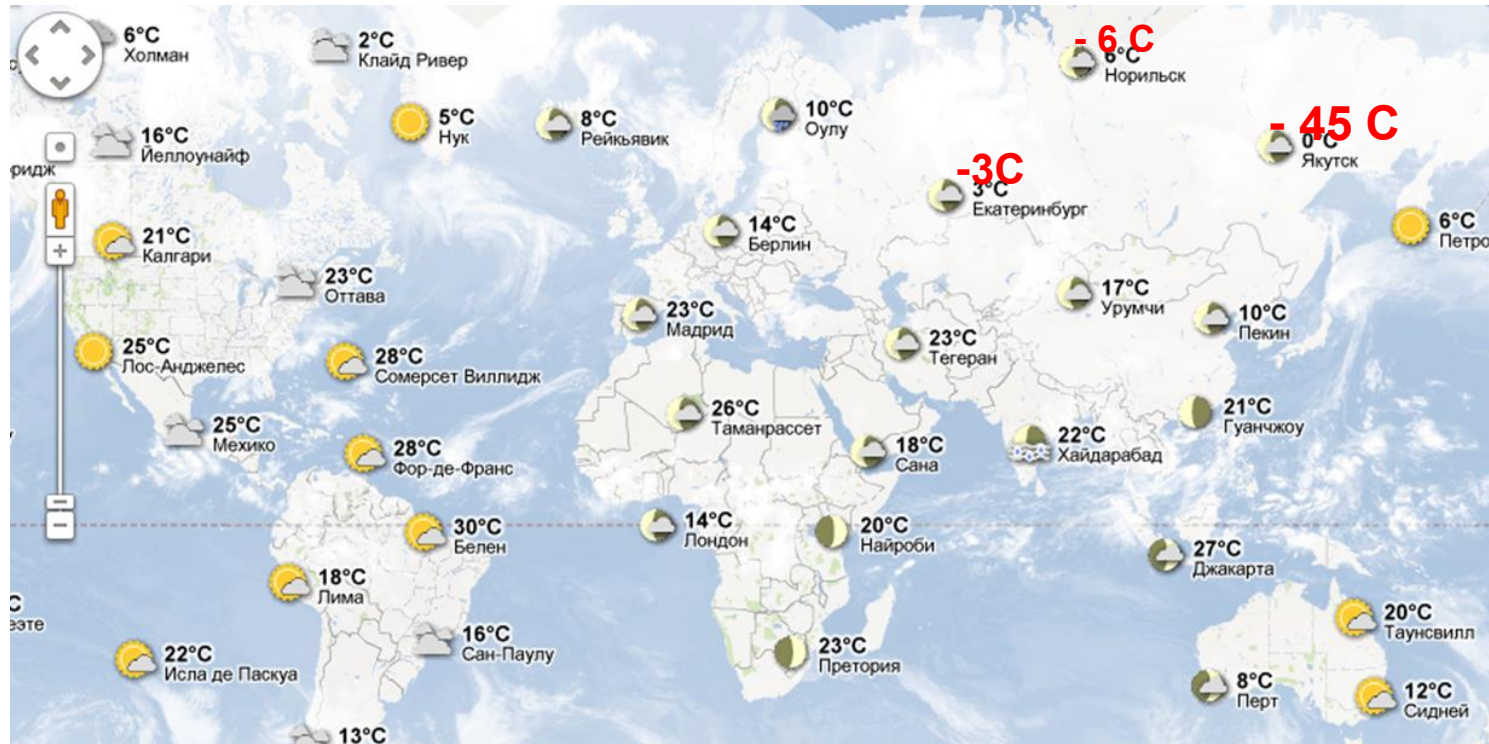 6°C
Холман
2°C
Клайд Ривер
- 6 C
6°C
Норильск
5°C
Нук
8°C
Рейкьявик
10°C
Оулу
- 45 C
0°C
Якутск
16°C
Йеллоунайф
ридж
-3C
3°C
Екатеринбург
21°C
Калгари
14°C
Берлин
6°C
Петро
23°C
Оттава
17°C
Урумчи
23°C
Мадрид
10°C
Пекин
25°C
Лос-Анджелес
28°C
Сомерсет Виллидж
23°C
Тегеран
26°C
Таманрассет
21°C
Гуанчжоу
25°C
Мехико
28°C
Фор-де-Франс
18°C
Сана
22°C
Хайдарабад
30°C
Белен
14°C
Лондон
20°C
Найроби
27°C
Джакарта
18°C
Лима
C
эте
20°C
Таунсвилл
16°C
Сан-Паулу
22°C
Исла де Паскуа
23°C
Претория
8°C
Перт
12°C
Сидней
13°C